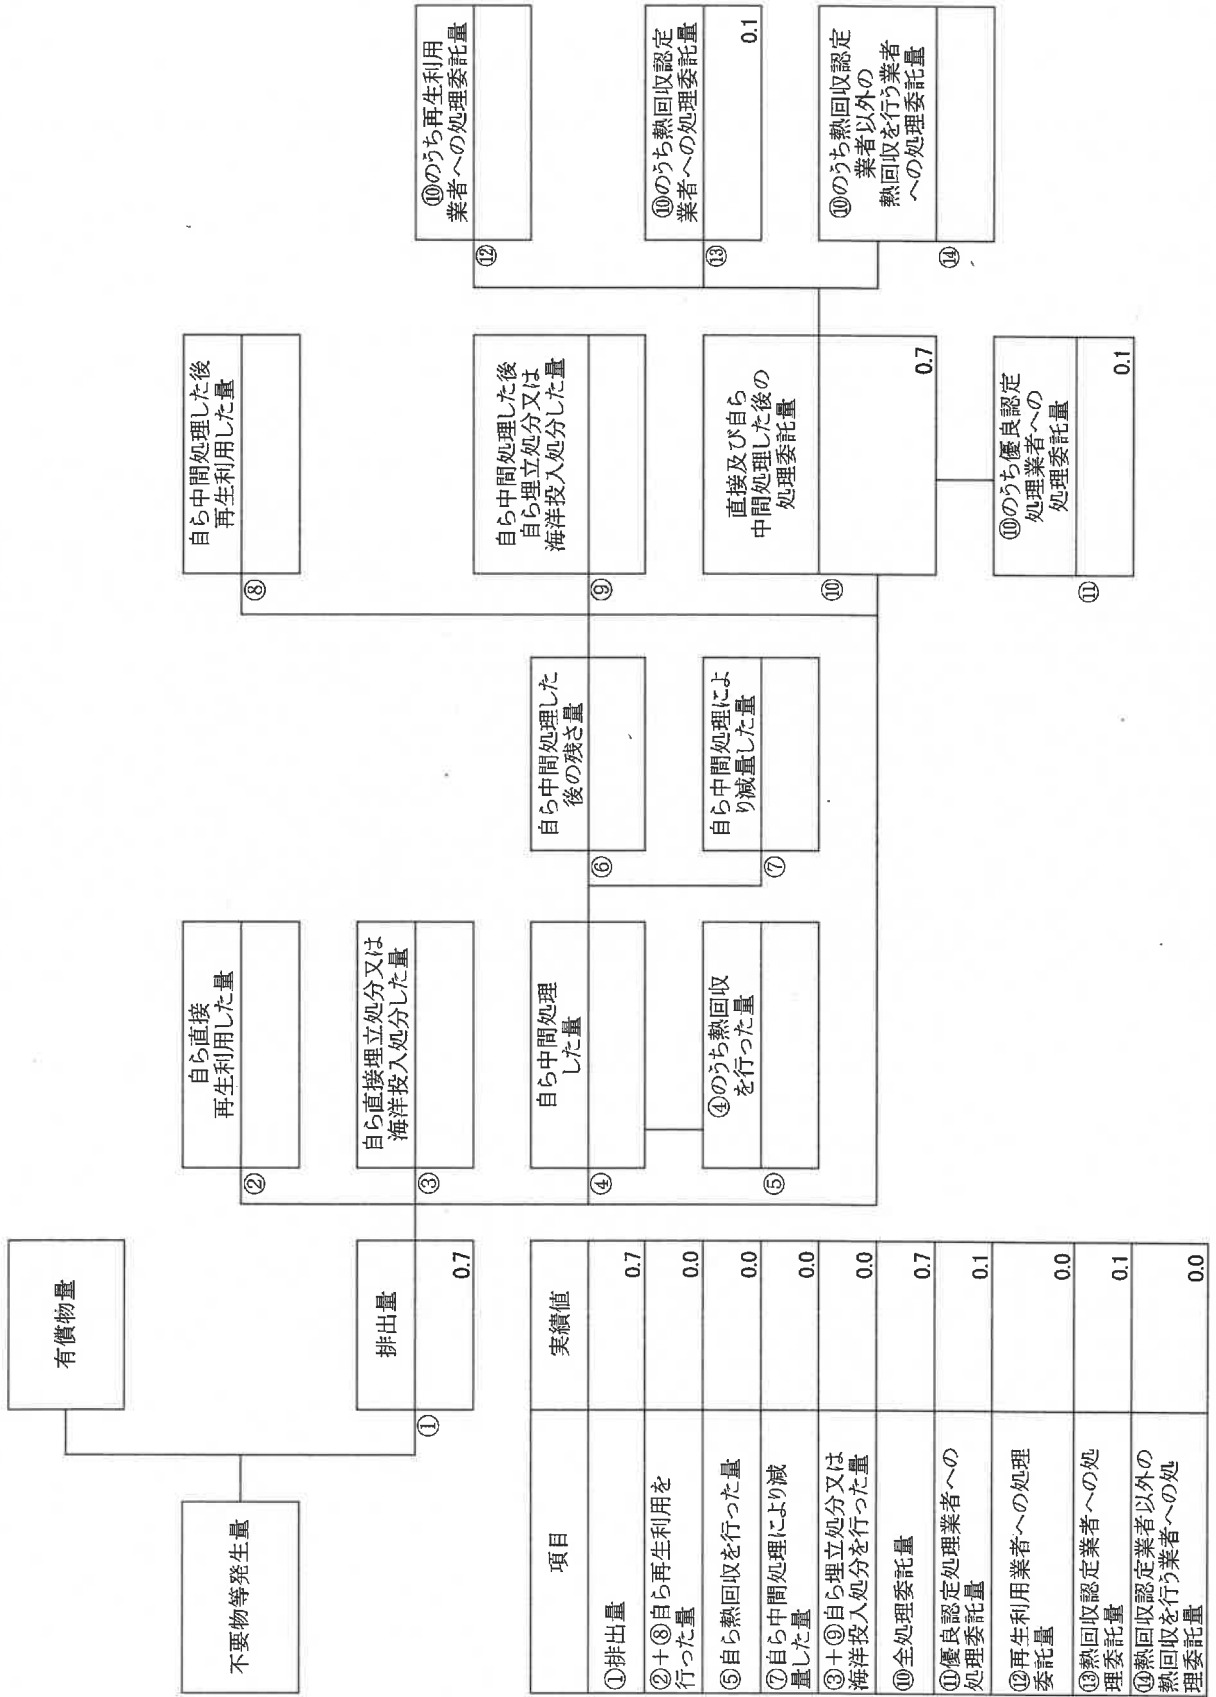 不要物等発生量
有償物量
①
排出量
0.7
②
自ら直接
再生利用した量
③
自ら直接埋立処分又は
海洋投入処分した量
④
自ら中間処理
した量
⑤
④のうち熱回収
を行った量
⑥
自ら中間処理した
後の残さ量
⑦
自ら中間処理によ
り減量した量
⑧
自ら中間処理した後
再生利用した量
⑨
自ら中間処理した後
自ら埋立処分又は
海洋投入処分した量
⑩
直接及び自ら
中間処理した後の
処理委託量
0.7
⑪
⑩のうち優良認定
処理業者への
処理委託量
0.1
⑫
⑩のうち再生利用
業者への処理委託量
⑬
⑩のうち熱回収認定
業者への処理委託量
0.1
⑭
⑩のうち熱回収認定
業者以外の
熱回収を行う業者
への処理委託量
項目
実績値
①排出量
0.7
②+⑧自ら再生利用を
行った量
0.0
⑤自ら熱回収を行った量
0.0
⑦自ら中間処理により減
量した量
0.0
③+⑨自ら埋立処分又は
海洋投入処分を行った量
0.0
⑩全処理委託量
0.7
⑪優良認定処理業者への
処理委託量
0.1
⑫再生利用業者への処理
委託量
0.0
⑬熱回収認定業者への処
理委託量
0.1
⑭熱回収認定業者以外の
熱回収を行う業者への処
理委託量
0.0